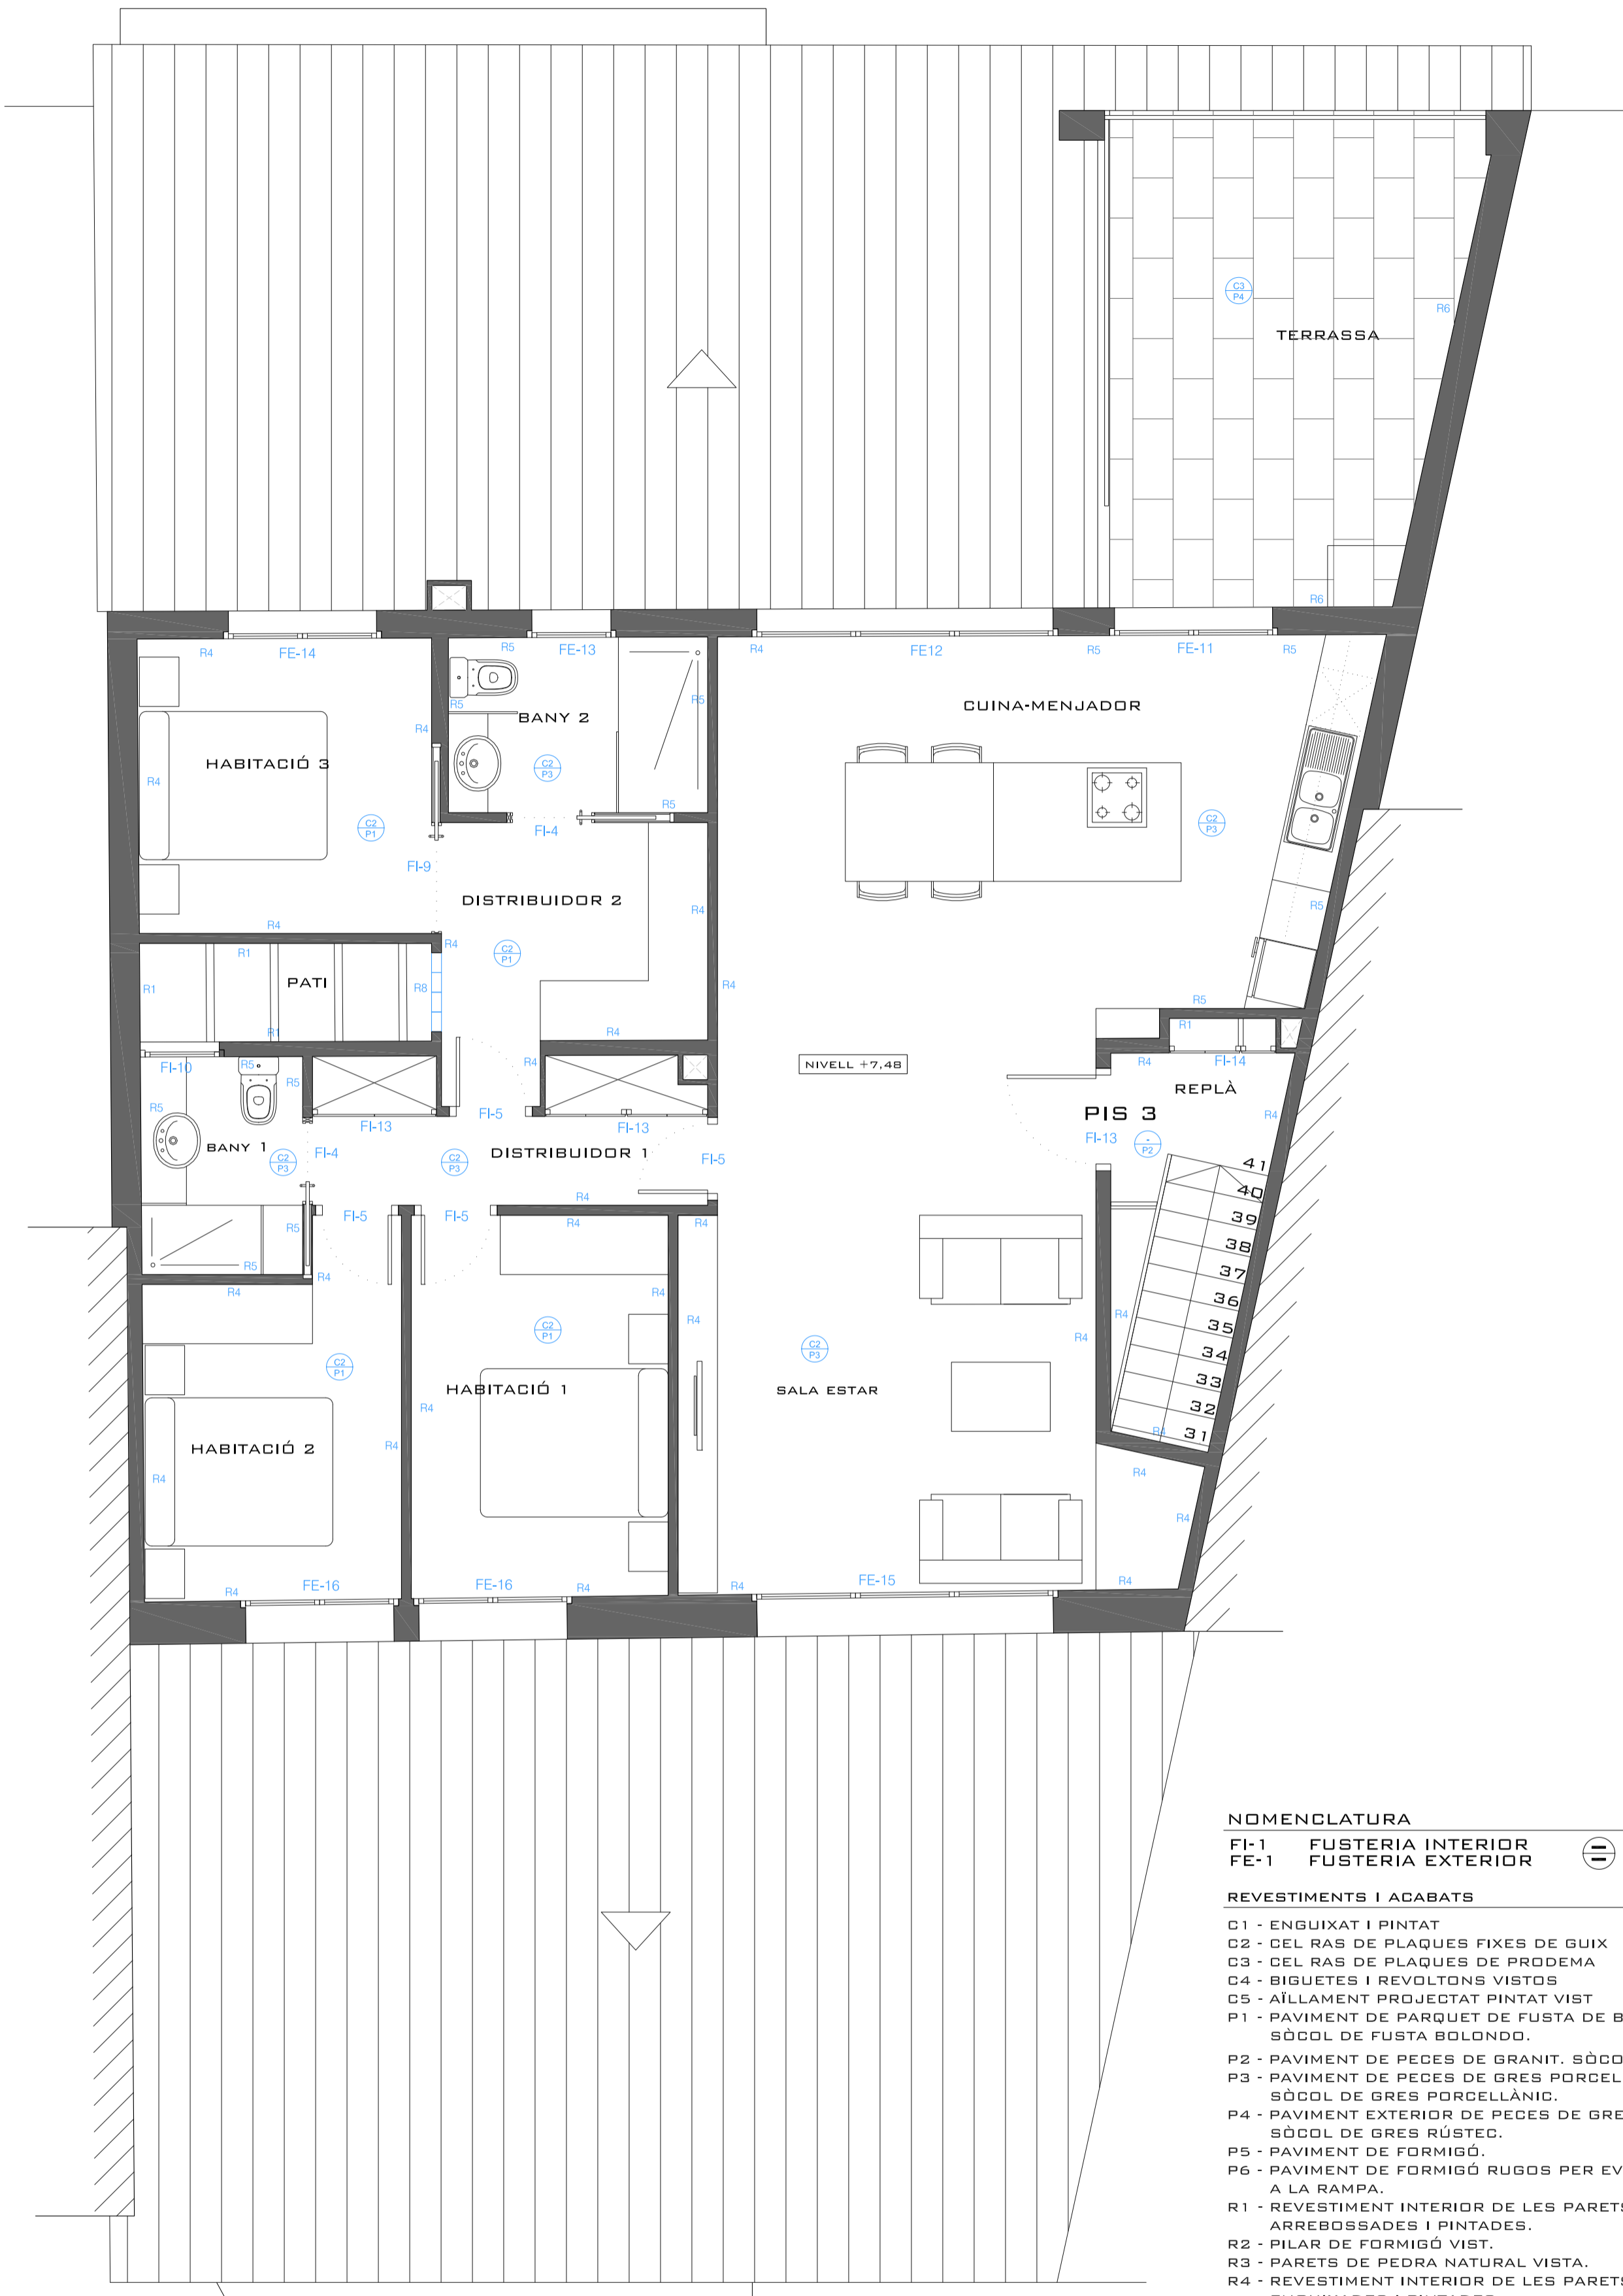 C3
P4
R6
TERRASSA
R6
R4
FE-14
R5
FE-13
R4
FE12
R5
FE-11
R5
R5
R5
CUINA-MENJADOR
BANY 2
R4
HABITACIÓ 3
R4
C2
P3
R5
C2
P1
FI-4
C2
P3
FI-9
DISTRIBUIDOR 2
R4
R5
R4
R4
R1
C2
P1
PATI
R1
R8
R4
R5
R1
R4
R1
FI-10
R5
R5
R4
NIVELL +7,48
R4
FI-14
REPLÀ
R5
FI-5
PIS 3
R4
FI-13
FI-13
FI-13
-
P2
BANY 1
C2
P3
FI-4
C2
P3
DISTRIBUIDOR 1
FI-5
41
40
39
38
37
36
35
34
33
32
31
R4
R5
FI-5
FI-5
R4
R4
R5
R4
R4
R4
R4
R4
C2
P1
C2
P1
C2
P3
R4
R4
HABITACIÓ 1
SALA ESTAR
R4
R4
HABITACIÓ 2
R4
R4
R4
R4
R4
FE-16
FE-16
R4
R4
FE-15
R4
NOMENCLATURA
FI-1 FUSTERIA INTERIOR
FE-1 FUSTERIA EXTERIOR
REVESTIMENTS I ACABATS
C1 - ENGUIXAT I PINTAT
C2 - CEL RAS DE PLAQUES FIXES DE GUIX
C3 - CEL RAS DE PLAQUES DE PRODEMA
C4 - BIGUETES I REVOLTONS VISTOS
C5 - AÏLLAMENT PROJECTAT PINTAT VIST
P1 - PAVIMENT DE PARQUET DE FUSTA DE B
SÒCOL DE FUSTA BOLONDO.
P2 - PAVIMENT DE PECES DE GRANIT. SÒCO
P3 - PAVIMENT DE PECES DE GRES PORCEL
SÒCOL DE GRES PORCELLÀNIC.
P4 - PAVIMENT EXTERIOR DE PECES DE GRE
SÒCOL DE GRES RÚSTEC.
P5 - PAVIMENT DE FORMIGÓ.
P6 - PAVIMENT DE FORMIGÓ RUGOS PER EV
A LA RAMPA.
R1 - REVESTIMENT INTERIOR DE LES PARETS
ARREBOSSADES I PINTADES.
R2 - PILAR DE FORMIGÓ VIST.
R3 - PARETS DE PEDRA NATURAL VISTA.
R4 - REVESTIMENT INTERIOR DE LES PARETS